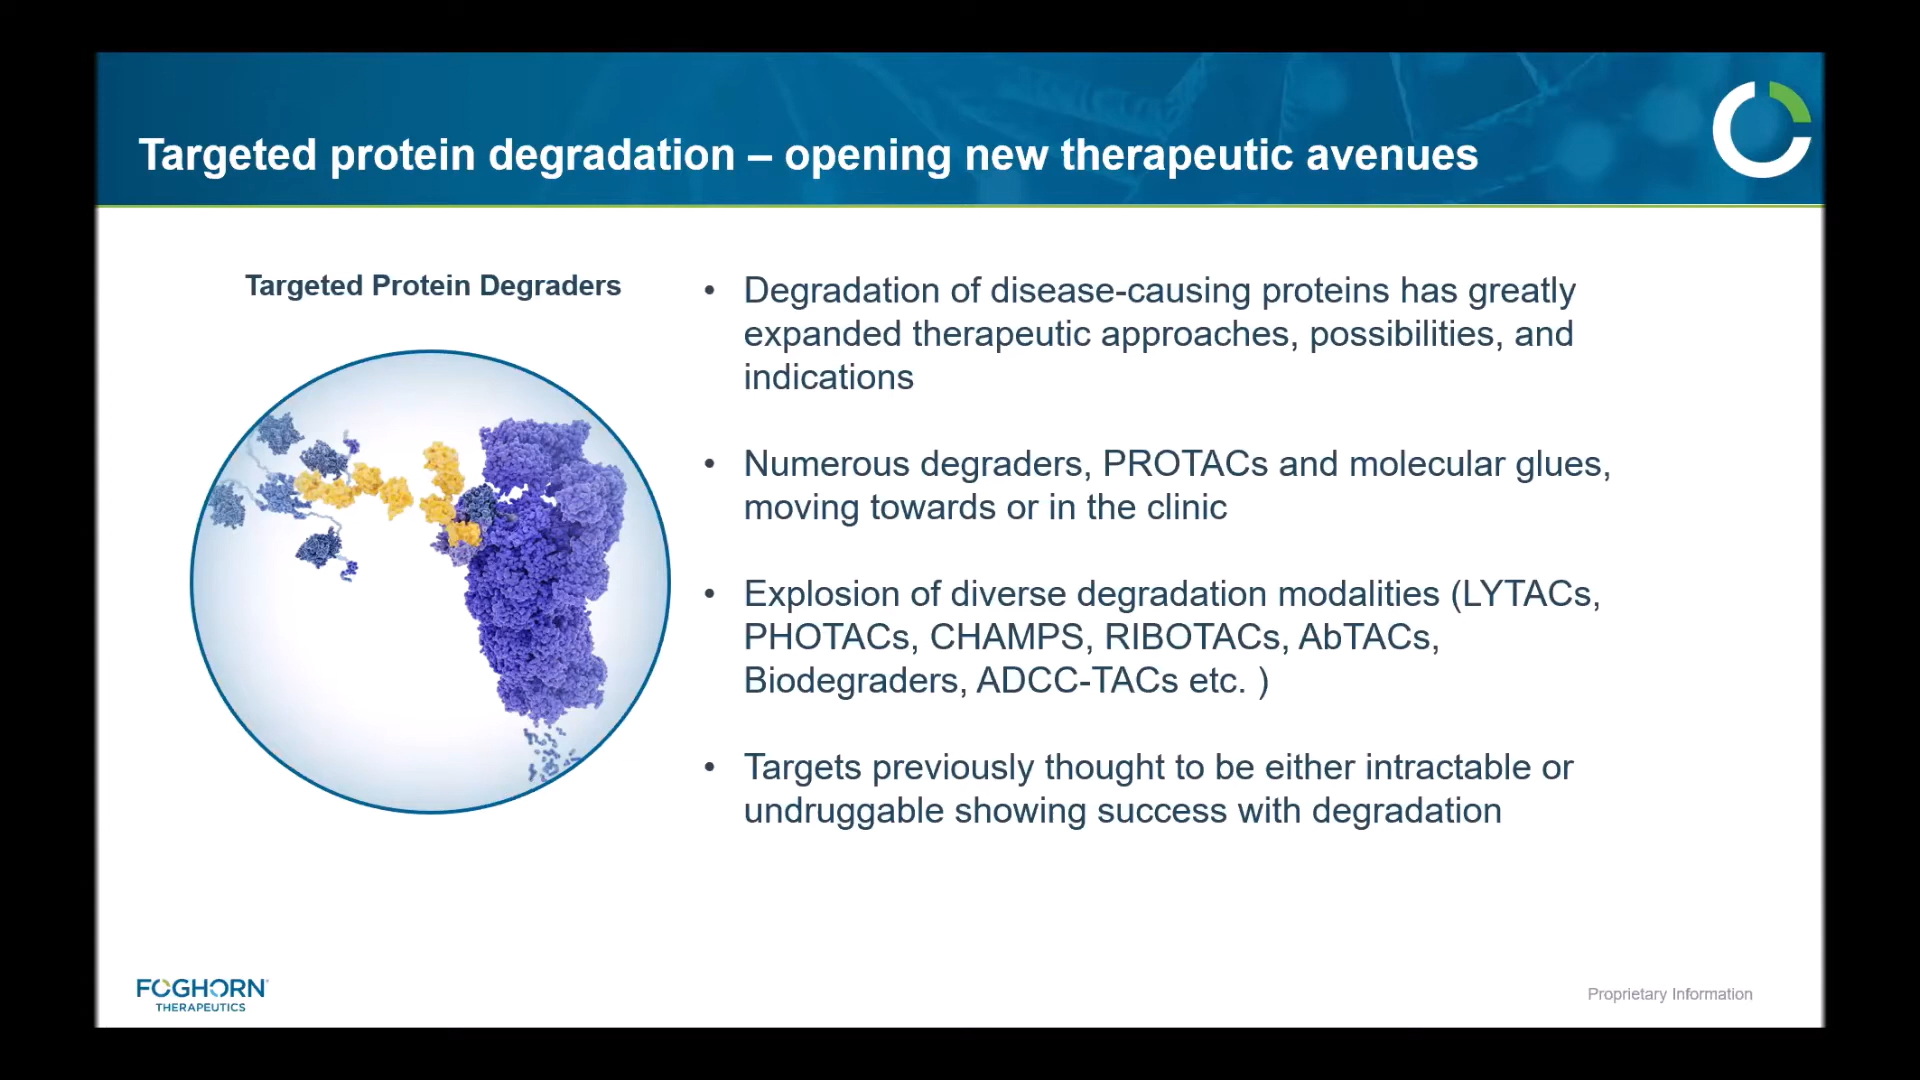 Targeted protein degradation – opening new therapeutic avenues
Targeted Protein Degraders
• Degradation of disease-causing proteins has greatly
expanded therapeutic approaches, possibilities, and
indications
• Numerous degraders, PROTACs and molecular glues,
moving towards or in the clinic
• Explosion of diverse degradation modalities (LYTACs,
PHOTACs, CHAMPS, RIBOTACs, AbTACs,
Biodegraders, ADCC-TACs etc. )
• Targets previously thought to be either intractable or
undruggable showing success with degradation
FOGHORN®
THERAPEUTICS
Proprietary Information